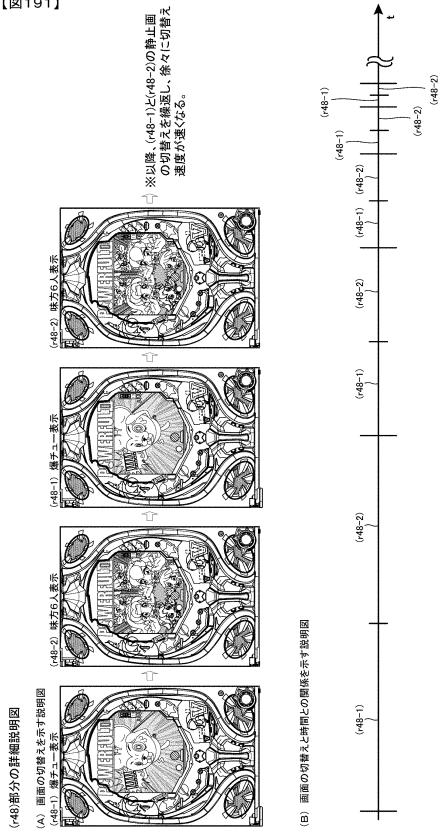 【図191】
(r48)部分の詳細説明図
(A) 画面の切替えを示す説明図
(r48-1) 爆チュー表示
(r48-2) 味方6人表示
(r48-1) 爆チュー表示
(r48-2) 味方6人表示
POWERFUL
POWERFUL
POWERFUL
POWERFUL
※以降、(r48-1)と(r48-2)の静止画
の切替えを繰返し、徐々に切替え
速度が速くなる。
(B) 画面の切替えと時間との関係を示す説明図
(r48-1)
(r48-2)
(r48-1)
(r48-2)
(r48-1)
(r48-2)
(r48-1)
(r48-2)
(r48-1)
(r48-2)
t